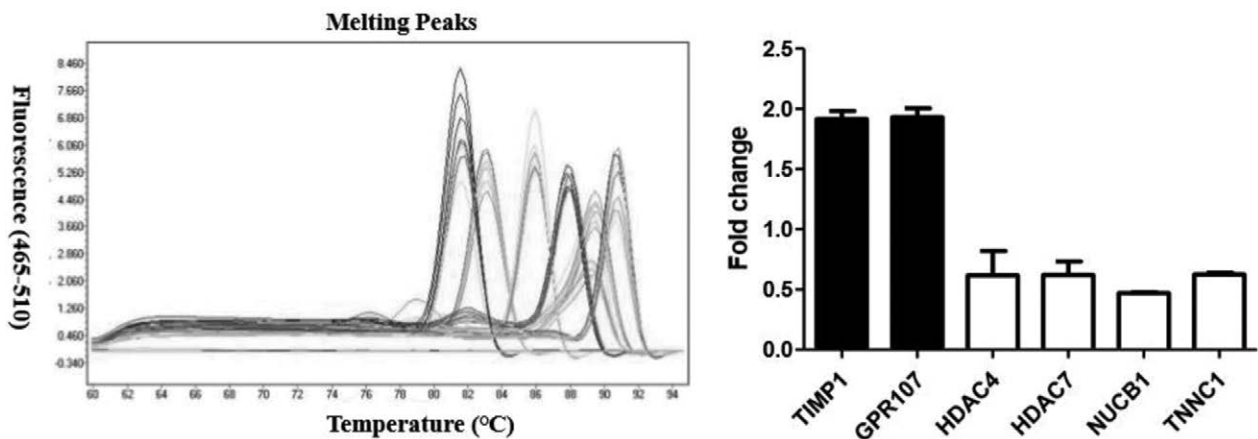 Melting Peaks
Fluorescence (465-510)
8.460
7.660
6.860
6.060
5.260
4.460
3.660
2.860
2.060
1.260
0.460
-0.340
60 62 64 66 68 70 72 74 76 78 80 82 84 86 88 90 92 94
Temperature (°C)
Fold change
2.5
2.0
1.5
1.0
0.5
0.0
TIMP1
GPR107
HDAC4
HDAC7
NUCB1
TNNC1